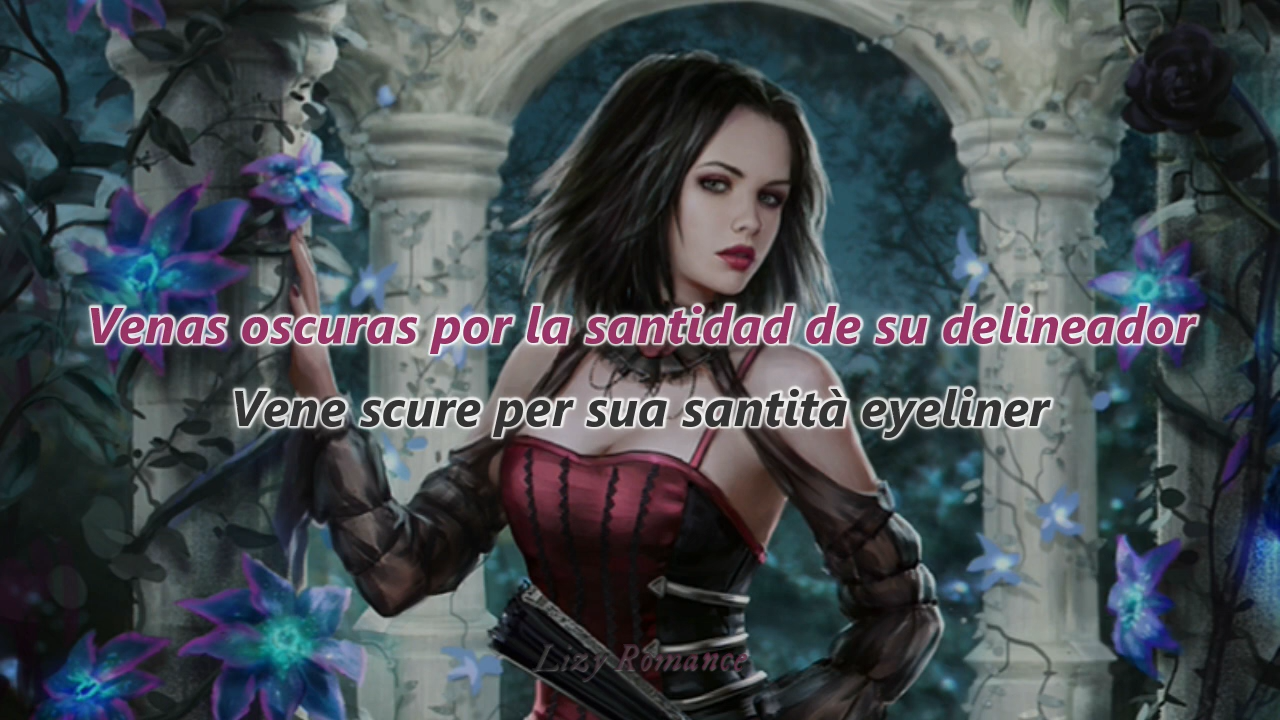 Venas oscuras por la santidad de su delineador
Vene scure per sua santità eyeliner
Lizy Romance